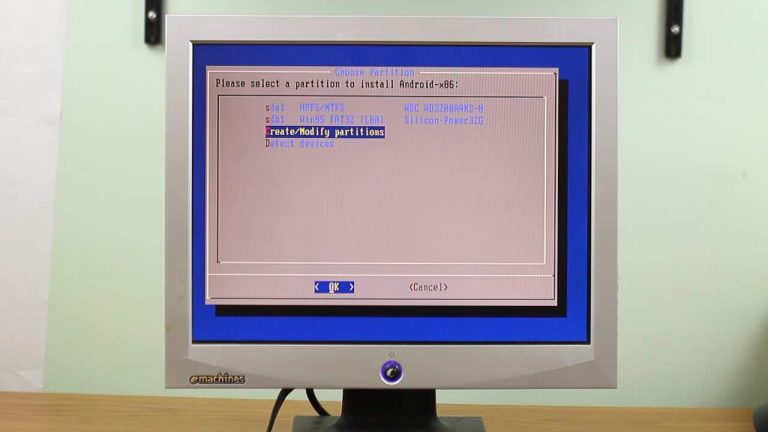 Choose Partition
Please select a partition to install Android-x86:
sda1 HPFS/NTFS WDC WD3200AAKS-0
sdb1 Win95 FAT32 (LBA) Silicon-Power32G
Create/Modify partitions
Detect devices
< OK > <Cancel>
emachines